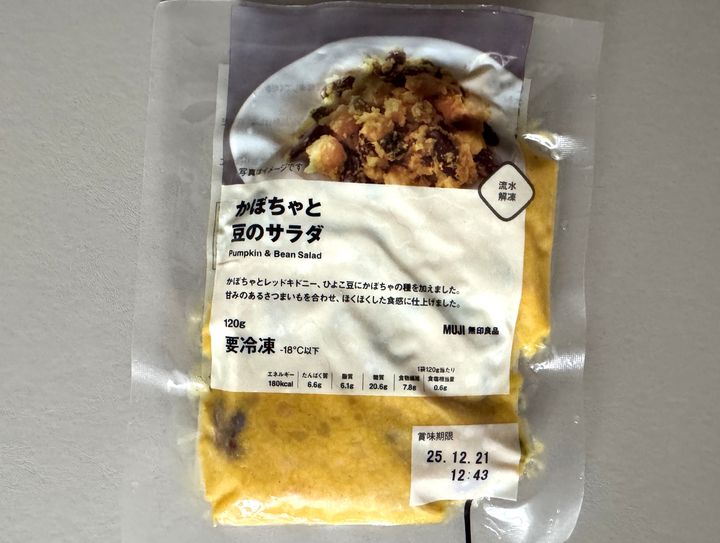 写真はイメージです
流水
解凍
かぼちゃと
豆のサラダ
Pumpkin & Bean Salad
かぼちゃとレッドキドニー、ひよこ豆にかぼちゃの種を加えました。
甘みのあるさつまいもを合わせ、ほくほくした食感に仕上げました。
120g
MUJI 無印良品
要冷凍 -18℃以下
1袋120g当たり
エネルギー たんぱく質 脂質 糖質 食物繊維 食塩相当量
180kcal 6.6g 6.1g 20.6g 7.8g 0.6g
賞味期限
25.12.21
12:43